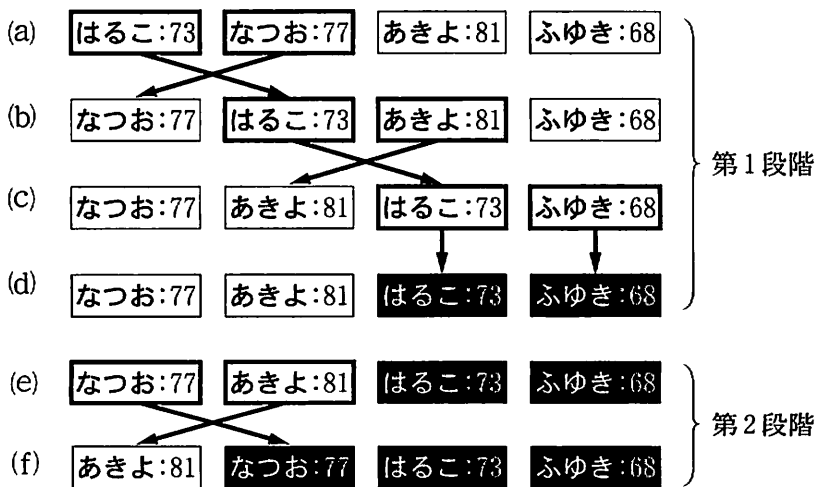 (a) はるこ:73 なつお:77 あきよ:81 ふゆき:68
(b) なつお:77 はるこ:73 あきよ:81 ふゆき:68
第1段階
(c) なつお:77 あきよ:81 はるこ:73 ふゆき:68
(d) なつお:77 あきよ:81 はるこ:73 ふゆき:68
(e) なつお:77 あきよ:81 はるこ:73 ふゆき:68
第2段階
(f) あきよ:81 なつお:77 はるこ:73 ふゆき:68